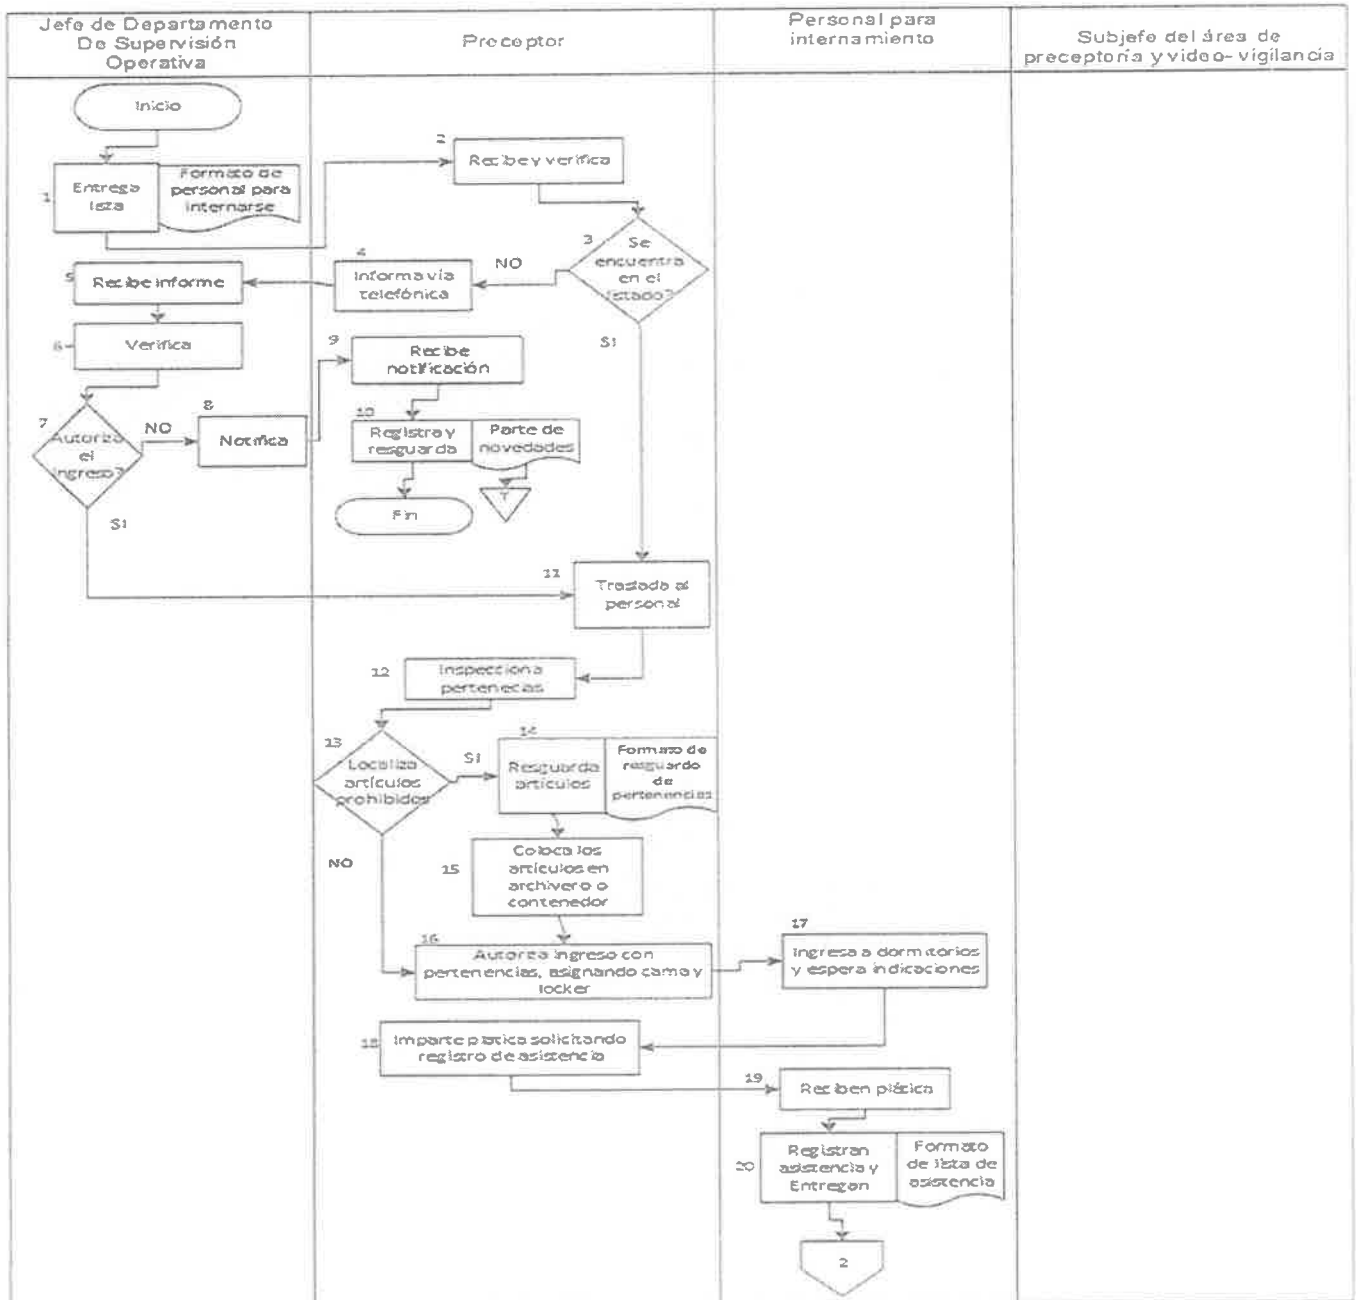 Jefe de Departamento
De Supervisión
Operativa
Preceptor
Personal para
internamiento
Subjefe del área de
preceptoría y video- vigilancia
Inicio
1
Entrega
lista
Formato de
personal para
internarse
2
Recibe y verifica
3
Se
encuentra
en el
listado?
NO
SI
4
Informa vía
telefónica
5
Recibe informe
6
Verifica
7
Autoriza
el
ingreso?
NO
SI
8
Notifica
9
Recibe
notificación
10
Registra y
resguarda
Parte de
novedades
T
Fin
11
Traslada al
personal
12
Inspecciona
pertenecias
13
Localiza
artículos
prohibidos
SI
NO
14
Resguarda
artículos
Formato de
resguardo
de
pertenencias
15
Coloca los
artículos en
archivero o
contenedor
16
Autoriza ingreso con
pertenencias, asignando cama y
locker
17
Ingresa a dormitorios
y espera indicaciones
18
Imparte platica solicitando
registro de asistencia
19
Reciben plática
20
Registran
asistencia y
Entregan
Formato
de lista de
asistencia
2